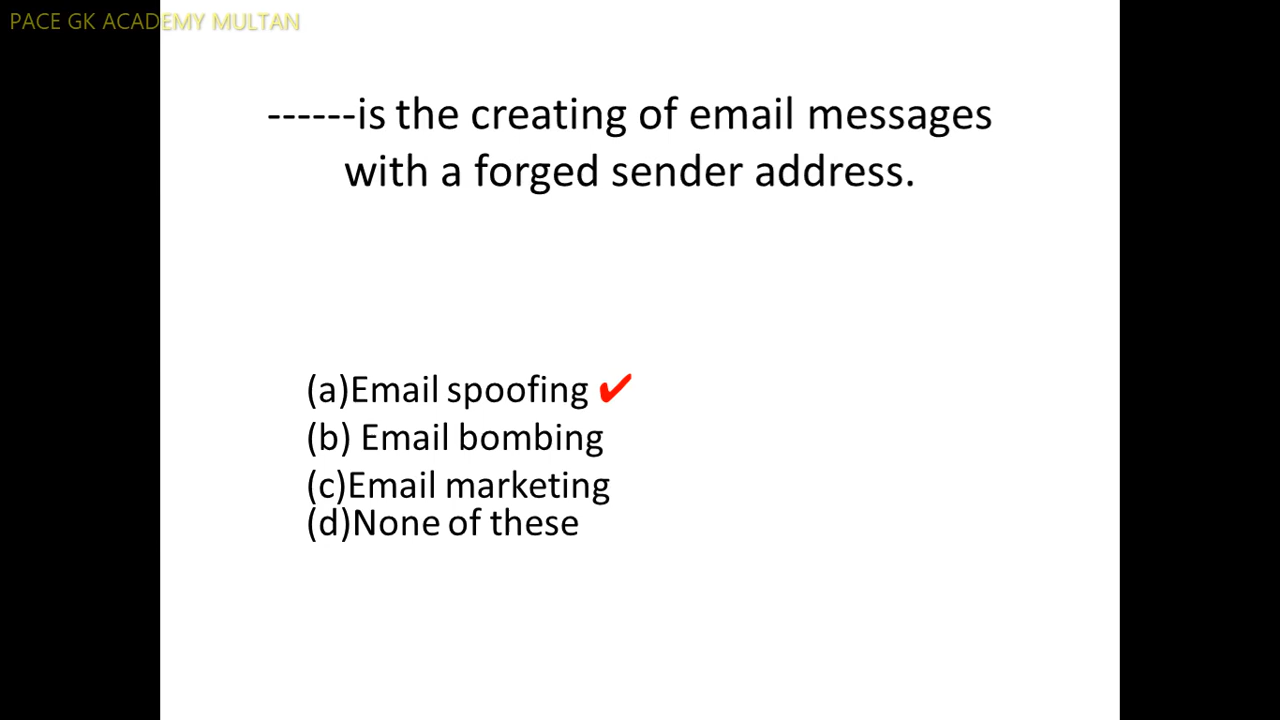 PACE GK ACADEMY MULTAN
------is the creating of email messages
with a forged sender address.
(a)Email spoofing ✔
(b) Email bombing
(c)Email marketing
(d)None of these